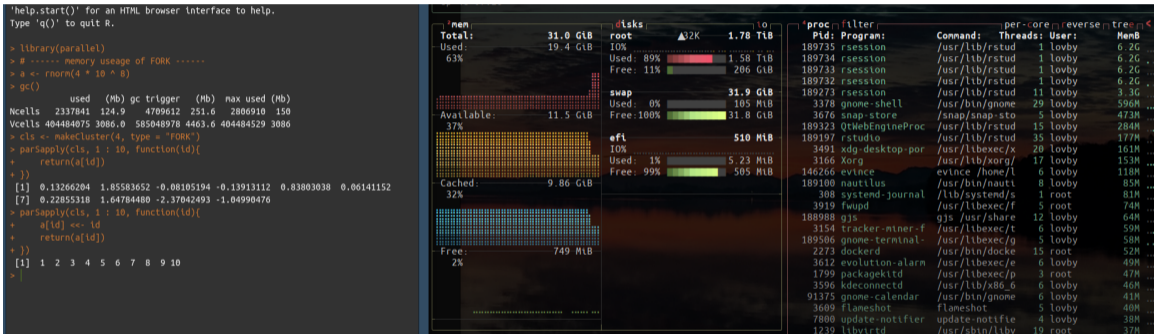 'help.start()' for an HTML browser interface to help.
Type 'q()' to quit R.
> library(parallel)
> # ------ memory useage of FORK ------
> a <- rnorm(4 * 10 ^ 8)
> gc()
used (Mb) gc trigger (Mb) max used (Mb)
Ncells 2337841 124.9 4709612 251.6 2806910 150
Vcells 404484075 3086.0 585048978 4463.6 404484529 3086
> cls <- makeCluster(4, type = "FORK")
> parSapply(cls, 1 : 10, function(id){
+ return(a[id])
+ })
[1] 0.13266204 1.85583652 -0.08105194 -0.13913112 0.83803038 0.06141152
[7] 0.22855318 1.64784480 -2.37042493 -1.04990476
> parSapply(cls, 1 : 10, function(id){
+ a[id] <<- id
+ return(a[id])
+ })
[1] 1 2 3 4 5 6 7 8 9 10
>
mem
Total: 31.0 GiB
Used: 19.4 GiB
63%
Available: 11.5 GiB
37%
Cached: 9.86 GiB
32%
Free: 749 MiB
2%
disks io
root ▲32K 1.78 TiB
IO%
Used: 89% 1.58 TiB
Free: 11% 206 GiB
swap 31.9 GiB
Used: 0% 105 MiB
Free:100% 31.8 GiB
efi 510 MiB
IO%
Used: 1% 5.23 MiB
Free: 99% 505 MiB
proc filter per-core reverse tree <
Pid: Program: Command: Threads: User: MemB
189735 rsession /usr/lib/rstud 1 lovby 6.2G
189734 rsession /usr/lib/rstud 1 lovby 6.2G
189733 rsession /usr/lib/rstud 1 lovby 6.2G
189732 rsession /usr/lib/rstud 1 lovby 6.2G
189273 rsession /usr/lib/rstud 11 lovby 3.3G
3378 gnome-shell /usr/bin/gnome 29 lovby 596M
3676 snap-store /snap/snap-sto 5 lovby 473M
189323 QtWebEngineProc /usr/lib/rstud 15 lovby 284M
189197 rstudio /usr/lib/rstud 35 lovby 177M
3491 xdg-desktop-por /usr/libexec/x 20 lovby 161M
3166 Xorg /usr/lib/xorg/ 17 lovby 153M
146266 evince evince /home/l 6 lovby 118M
189100 nautilus /usr/bin/nauti 8 lovby 85M
308 systemd-journal /lib/systemd/s 1 root 81M
3919 fwupd /usr/libexec/f 5 root 74M
188988 gjs gjs /usr/share 12 lovby 64M
3154 tracker-miner-f /usr/libexec/t 6 lovby 59M
189506 gnome-terminal- /usr/libexec/g 5 lovby 58M
2273 dockerd /usr/bin/docke 15 root 52M
3612 evolution-alarm /usr/libexec/e 6 lovby 49M
1799 packagekitd /usr/libexec/p 3 root 47M
3596 kdeconnectd /usr/lib/x86_6 6 lovby 46M
91375 gnome-calendar /usr/bin/gnome 6 lovby 41M
3609 flameshot flameshot 5 lovby 40M
7800 update-notifier update-notifie 4 lovby 38M
1239 libvirtd /usr/sbin/libv 19 root 37M